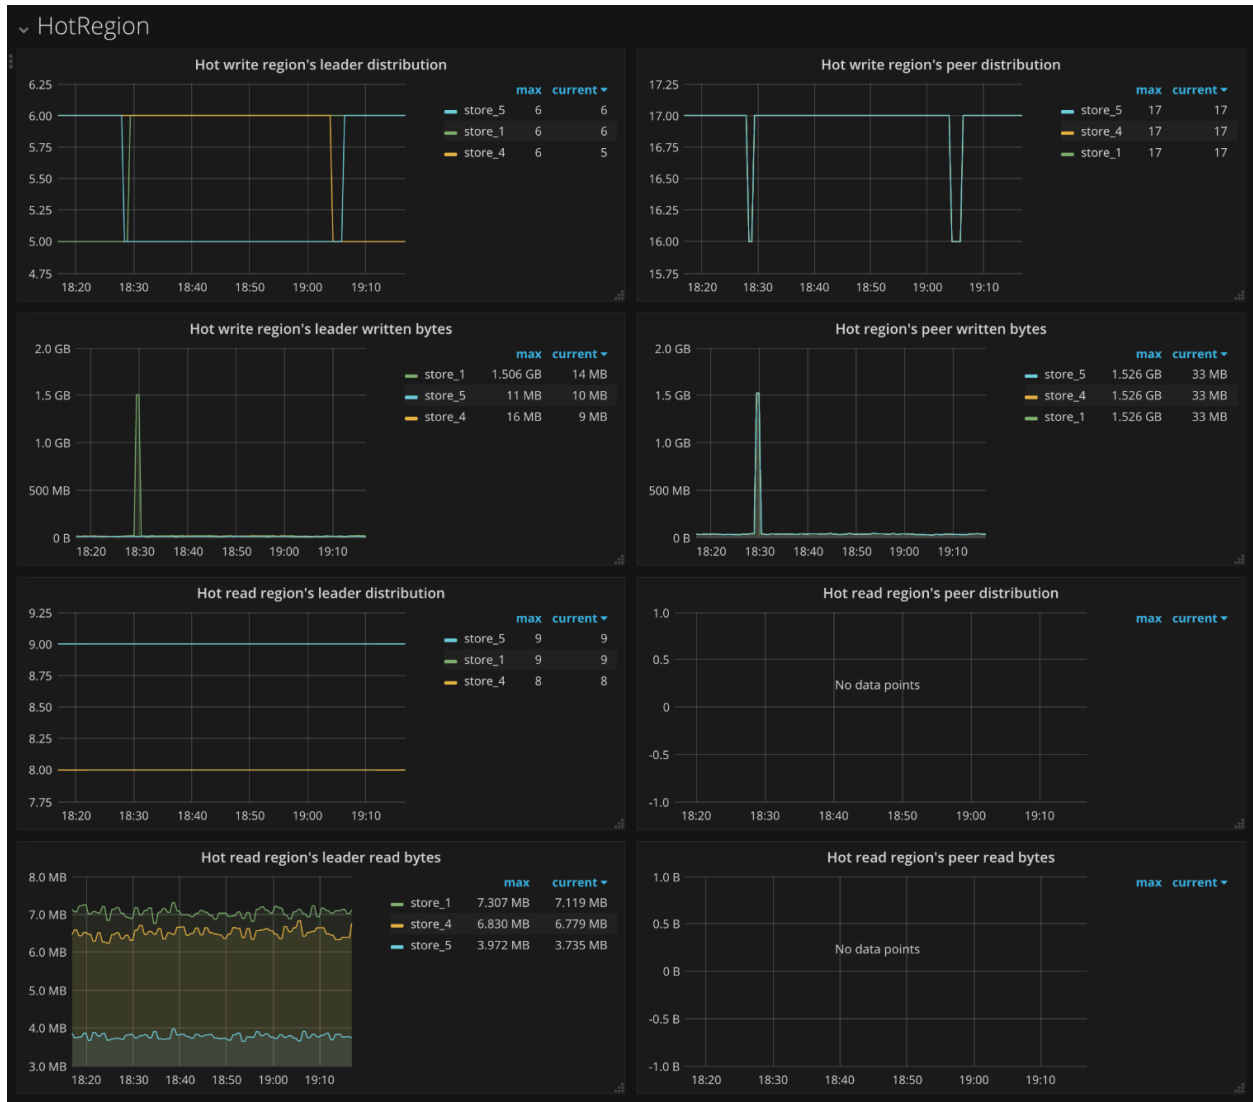 HotRegion
Hot write region's leader distribution
6.25
6.00
5.75
5.50
5.25
5.00
4.75
18:20 18:30 18:40 18:50 19:00 19:10
max current
store_5 6 6
store_1 6 6
store_4 6 5
Hot write region's peer distribution
17.25
17.00
16.75
16.50
16.25
16.00
15.75
18:20 18:30 18:40 18:50 19:00 19:10
max current
store_5 17 17
store_4 17 17
store_1 17 17
Hot write region's leader written bytes
2.0 GB
1.5 GB
1.0 GB
500 MB
0 B
18:20 18:30 18:40 18:50 19:00 19:10
max current
store_1 1.506 GB 14 MB
store_5 11 MB 10 MB
store_4 16 MB 9 MB
Hot region's peer written bytes
2.0 GB
1.5 GB
1.0 GB
500 MB
0 B
18:20 18:30 18:40 18:50 19:00 19:10
max current
store_5 1.526 GB 33 MB
store_4 1.526 GB 33 MB
store_1 1.526 GB 33 MB
Hot read region's leader distribution
9.25
9.00
8.75
8.50
8.25
8.00
7.75
18:20 18:30 18:40 18:50 19:00 19:10
max current
store_5 9 9
store_1 9 9
store_4 8 8
Hot read region's peer distribution
1.0
0.5
0
-0.5
-1.0
No data points
18:20 18:30 18:40 18:50 19:00 19:10
max current
Hot read region's leader read bytes
8.0 MB
7.0 MB
6.0 MB
5.0 MB
4.0 MB
3.0 MB
18:20 18:30 18:40 18:50 19:00 19:10
max current
store_1 7.307 MB 7.119 MB
store_4 6.830 MB 6.779 MB
store_5 3.972 MB 3.735 MB
Hot read region's peer read bytes
1.0 B
0.5 B
0 B
-0.5 B
-1.0 B
No data points
18:20 18:30 18:40 18:50 19:00 19:10
max current